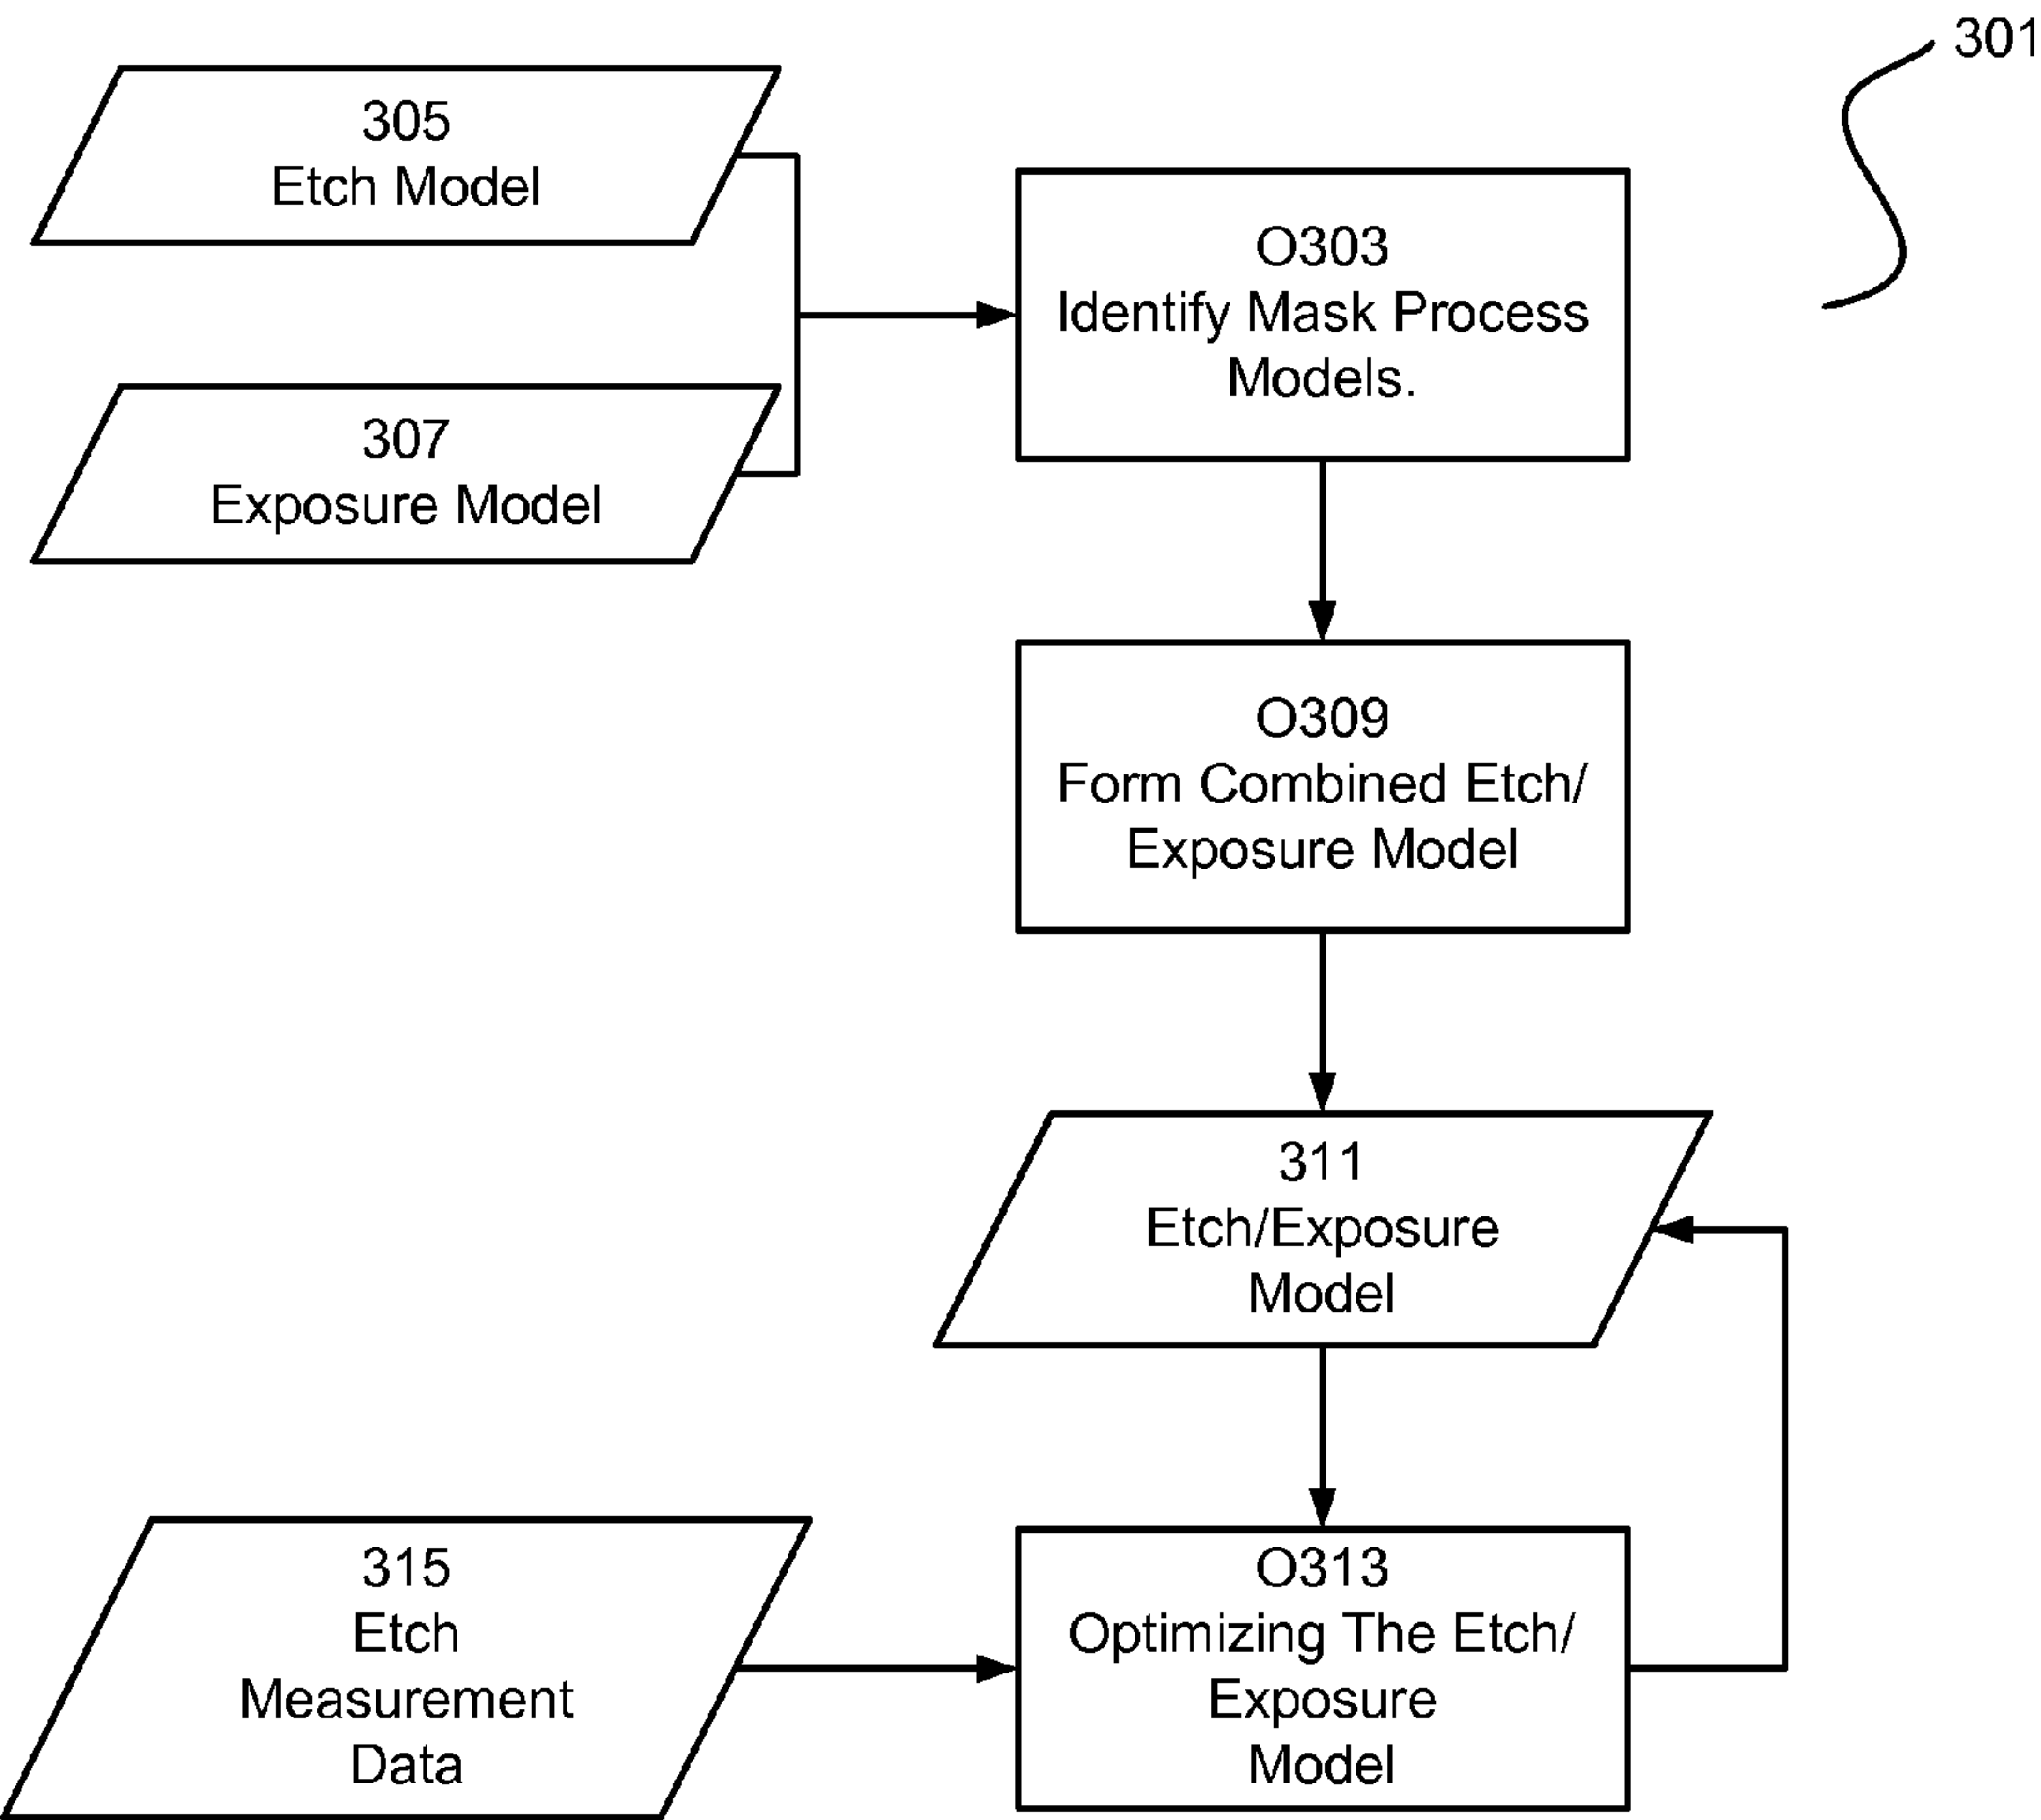 301
305
Etch Model
O303
Identify Mask Process
Models.
307
Exposure Model
O309
Form Combined Etch/
Exposure Model
311
Etch/Exposure
Model
315
Etch
Measurement
Data
O313
Optimizing The Etch/
Exposure
Model